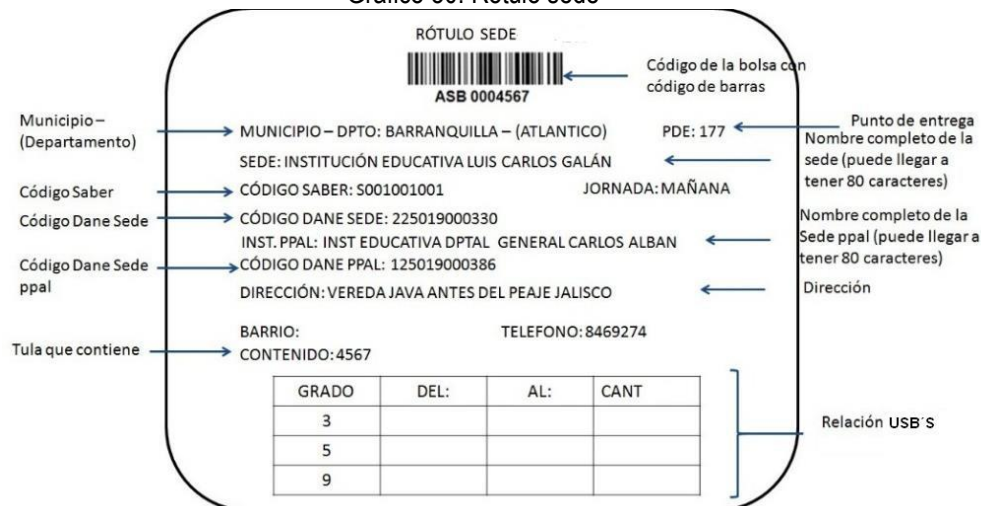 Gráfico 30. Rótulo sede
RÓTULO SEDE
ASB 0004567
Código de la bolsa con
código de barras
Municipio –
(Departamento)
MUNICIPIO – DPTO: BARRANQUILLA – (ATLANTICO) PDE: 177
Punto de entrega
SEDE: INSTITUCIÓN EDUCATIVA LUIS CARLOS GALÁN
Nombre completo de la
sede (puede llegar a
tener 80 caracteres)
Código Saber
CÓDIGO SABER: S001001001 JORNADA: MAÑANA
Código Dane Sede
CÓDIGO DANE SEDE: 225019000330
INST. PPAL: INST EDUCATIVA DPTAL GENERAL CARLOS ALBAN
Nombre completo de la
Sede ppal (puede llegar a
tener 80 caracteres)
Código Dane Sede
ppal
CÓDIGO DANE PPAL: 125019000386
DIRECCIÓN: VEREDA JAVA ANTES DEL PEAJE JALISCO
Dirección
BARRIO: TELEFONO: 8469274
Tula que contiene
CONTENIDO: 4567
GRADO DEL: AL: CANT
3
5
9
Relación USB´S